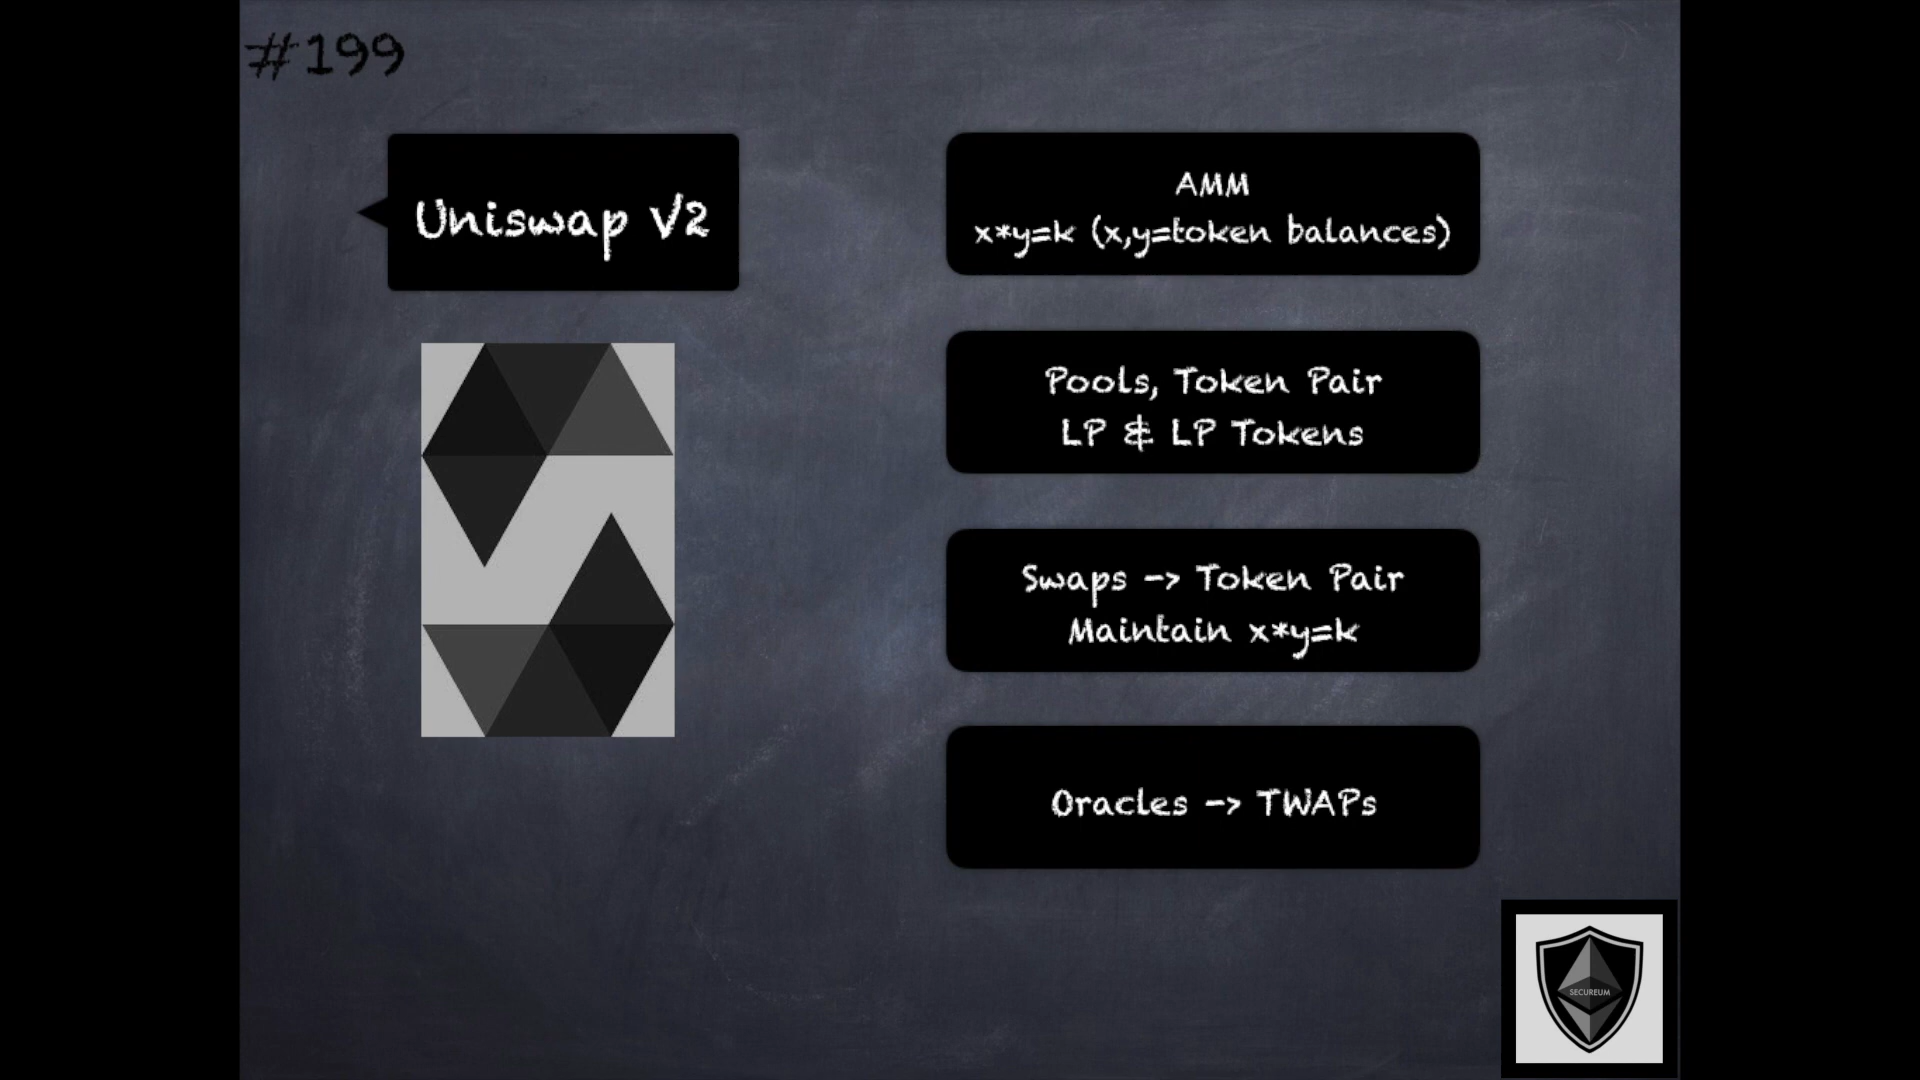 #199
Uniswap V2
AMM
x*y=k (x,y=token balances)
Pools, Token Pair
LP & LP Tokens
Swaps -> Token Pair
Maintain x*y=k
Oracles -> TWAPs
SECUREUM